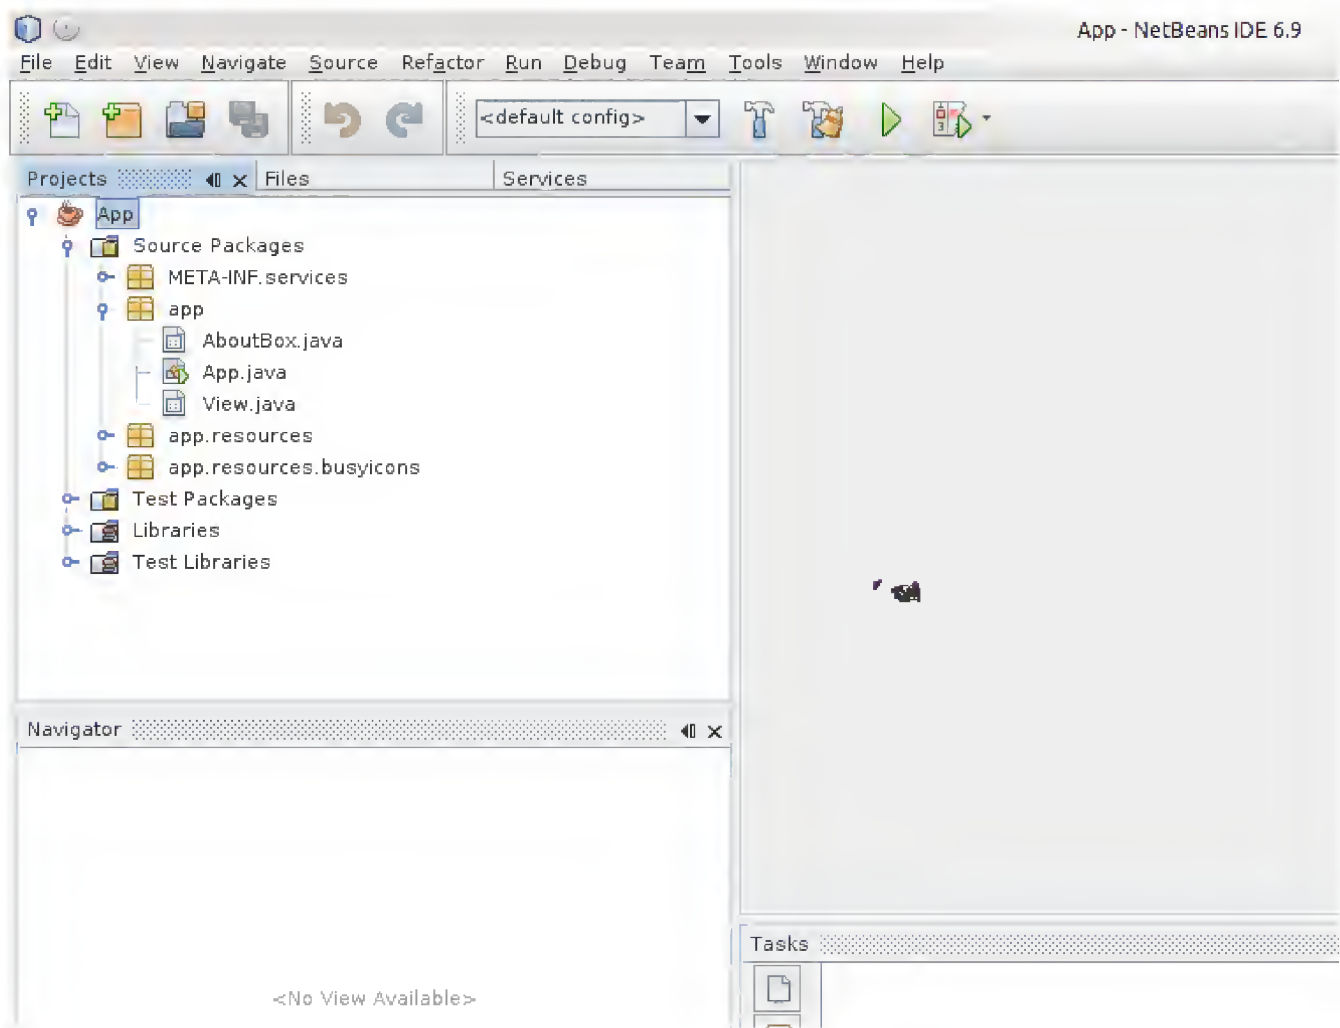 App - NetBeans IDE 6.9
File Edit View Navigate Source Refactor Run Debug Team Tools Window Help
<default config>
Projects Files Services
App
Source Packages
META-INF.services
app
AboutBox.java
App.java
View.java
app.resources
app.resources.busyicons
Test Packages
Libraries
Test Libraries
Navigator
<No View Available>
Tasks